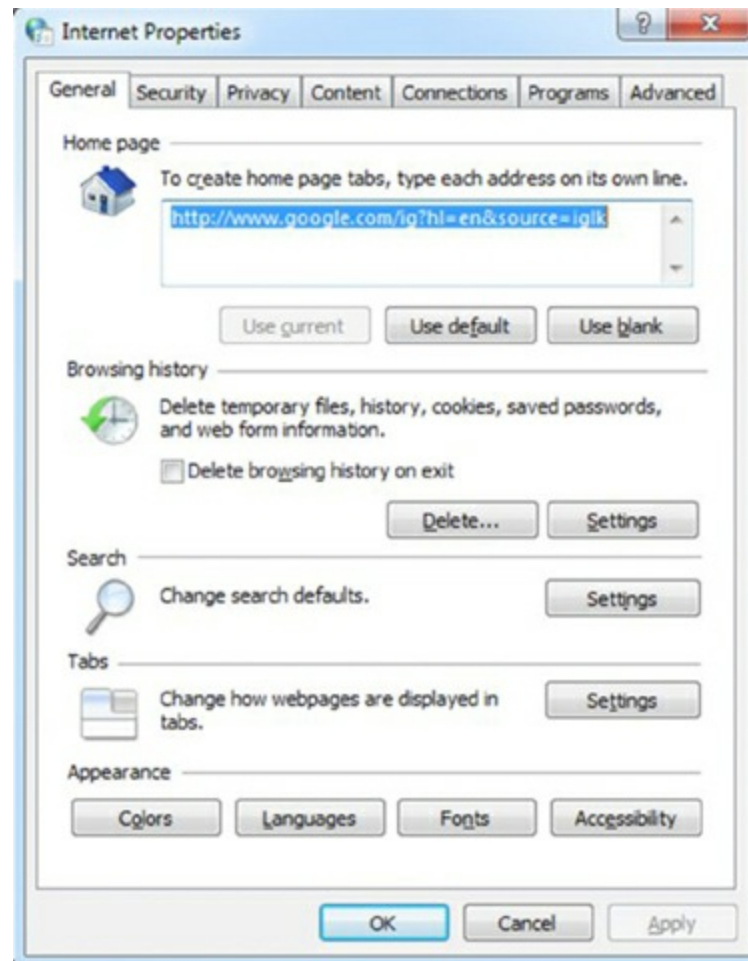 Internet Properties
General Security Privacy Content Connections Programs Advanced
Home page
To create home page tabs, type each address on its own line.
http://www.google.com/ig?hl=en&source=iglk
Use current Use default Use blank
Browsing history
Delete temporary files, history, cookies, saved passwords,
and web form information.
Delete browsing history on exit
Delete... Settings
Search
Change search defaults.
Settings
Tabs
Change how webpages are displayed in
tabs.
Settings
Appearance
Colors Languages Fonts Accessibility
OK Cancel Apply